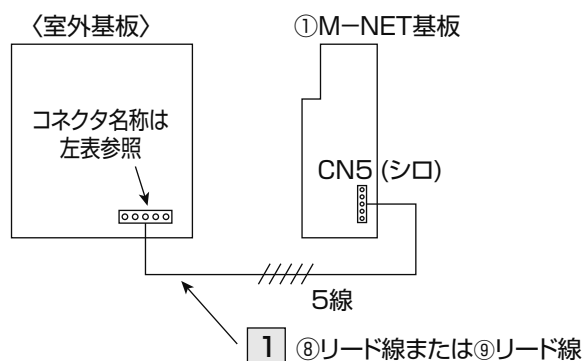 〈室外基板〉
①M−NET基板
コネクタ名称は
左表参照
CN5 (シロ)
5線
1 ⑧リード線または⑨リード線